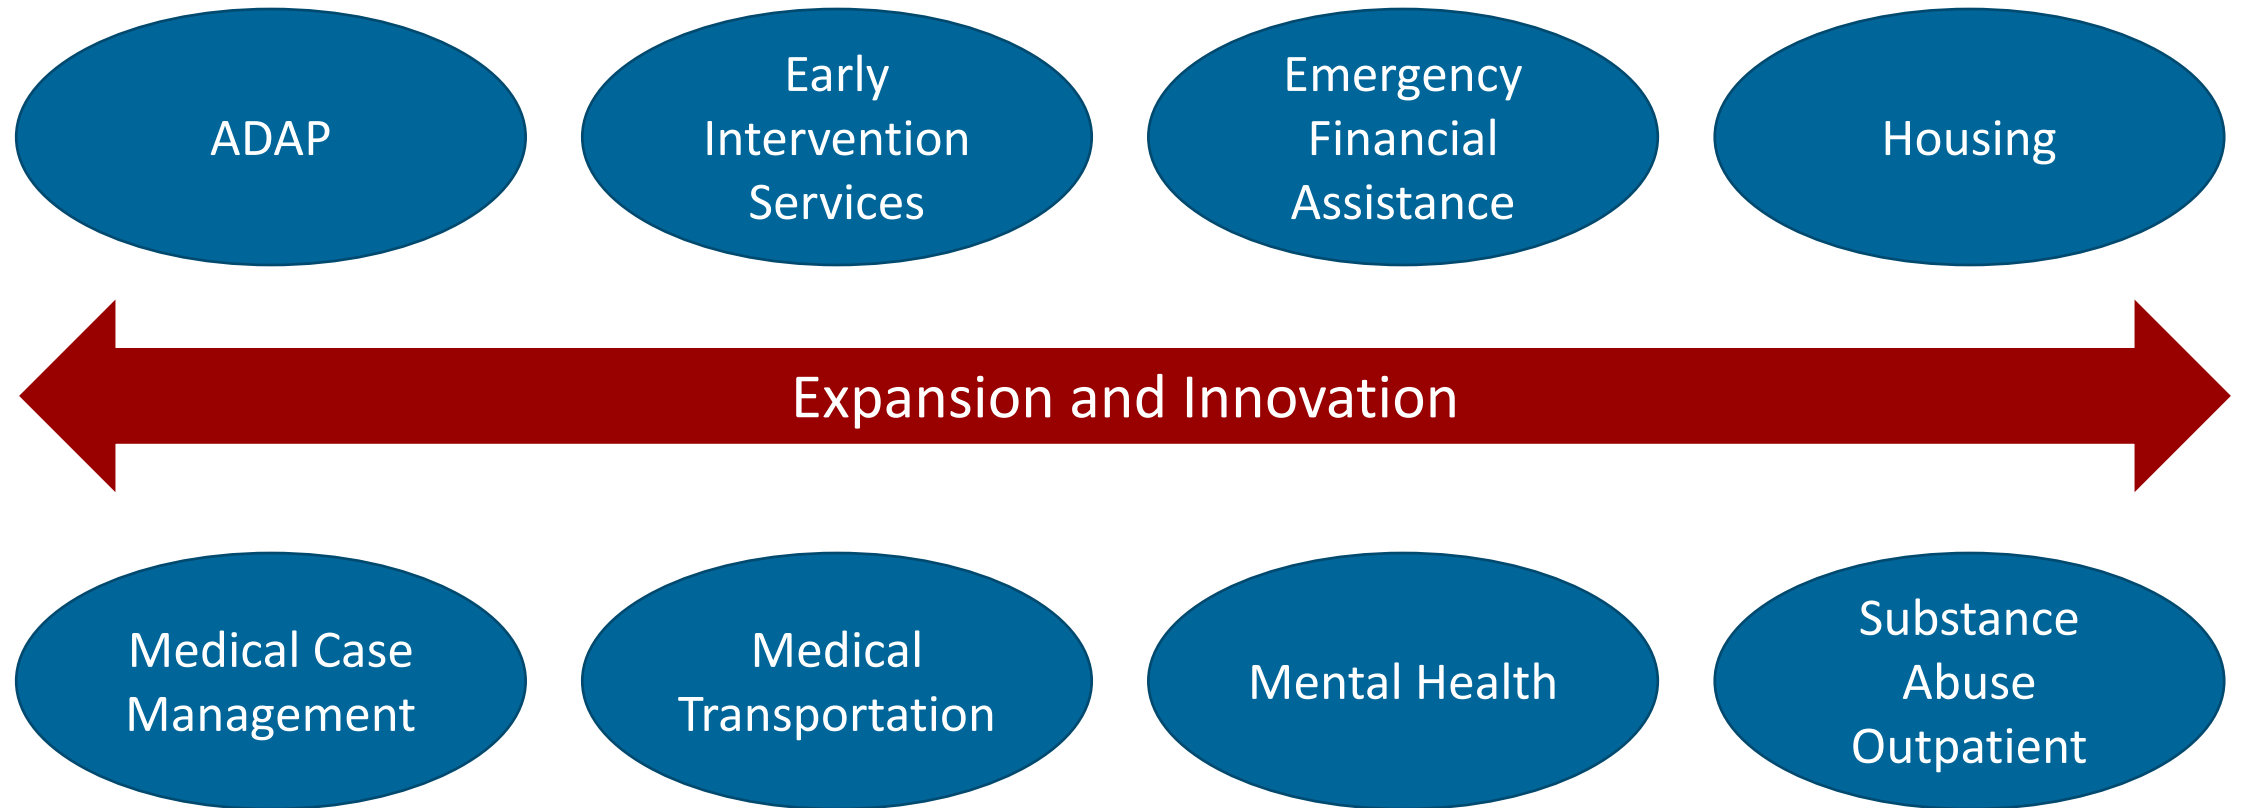 ADAP
Early
Intervention
Services
Emergency
Financial
Assistance
Housing
Expansion and Innovation
Medical Case
Management
Medical
Transportation
Mental Health
Substance
Abuse
Outpatient